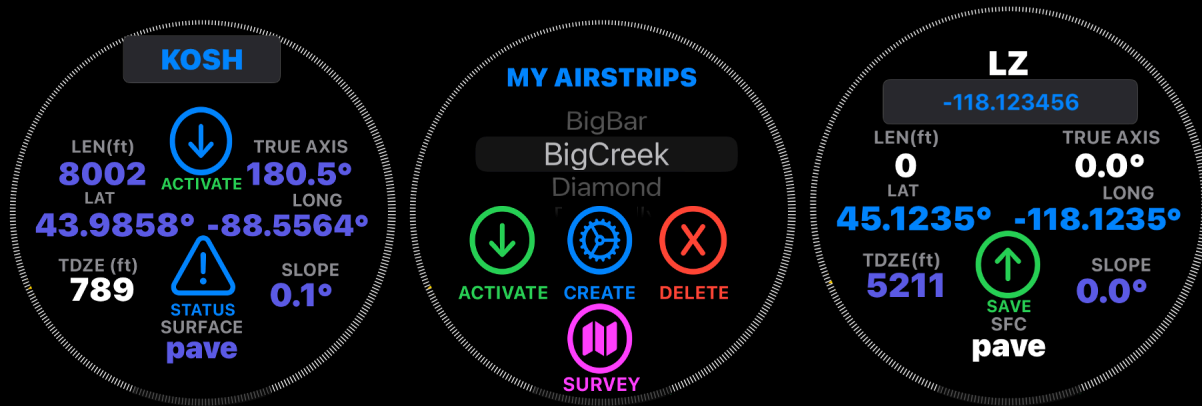 KOSH
LEN(ft)
8002
ACTIVATE
TRUE AXIS
180.5°
LAT
43.9858°
LONG
-88.5564°
TDZE (ft)
789
STATUS
SLOPE
0.1°
SURFACE
pave
MY AIRSTRIPS
BigBar
BigCreek
Diamond
ACTIVATE
CREATE
DELETE
SURVEY
LZ
-118.123456
LEN(ft)
0
TRUE AXIS
0.0°
LAT
45.1235°
LONG
-118.1235°
TDZE(ft)
5211
SAVE
SLOPE
0.0°
SFC
pave